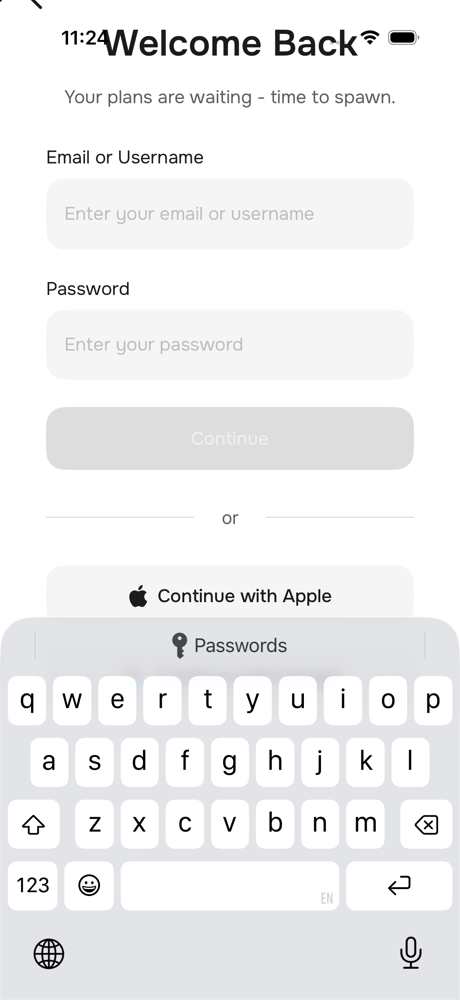 11:24
Welcome Back
Your plans are waiting - time to spawn.
Email or Username
Enter your email or username
Password
Enter your password
Continue
or
Continue with Apple
Passwords
q w e r t y u i o p
a s d f g h j k l
z x c v b n m
123
EN